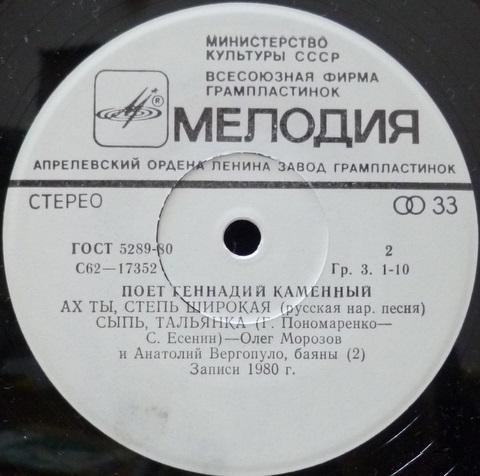 МИНИСТЕРСТВО
КУЛЬТУРЫ СССР
ВСЕСОЮЗНАЯ ФИРМА
ГРАМПЛАСТИНОК
МЕЛОДИЯ
АПРЕЛЕВСКИЙ ОРДЕНА ЛЕНИНА ЗАВОД ГРАМПЛАСТИНОК
СТЕРЕО 33
ГОСТ 5289-80 2
С62—17352 Гр. 3. 1-10
ПОЕТ ГЕННАДИЙ КАМЕННЫЙ
АХ ТЫ, СТЕПЬ ШИРОКАЯ (русская нар. песня)
СЫПЬ, ТАЛЬЯНКА (Г. Пономаренко—
С. Есенин)—Олег Морозов
и Анатолий Вергопуло, баяны (2)
Записи 1980 г.